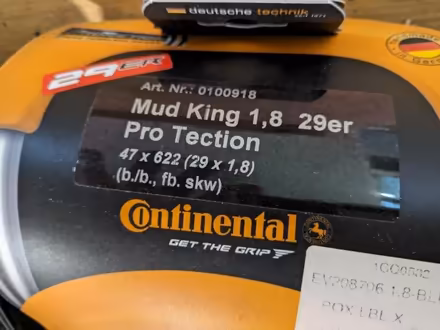 deutsche technik
29ER
Art. Nr.: 0100918
Mud King 1,8 29er
Pro Tection
47 x 622 (29 x 1,8)
(b./b., fb. skw)
Continental
GET THE GRIP